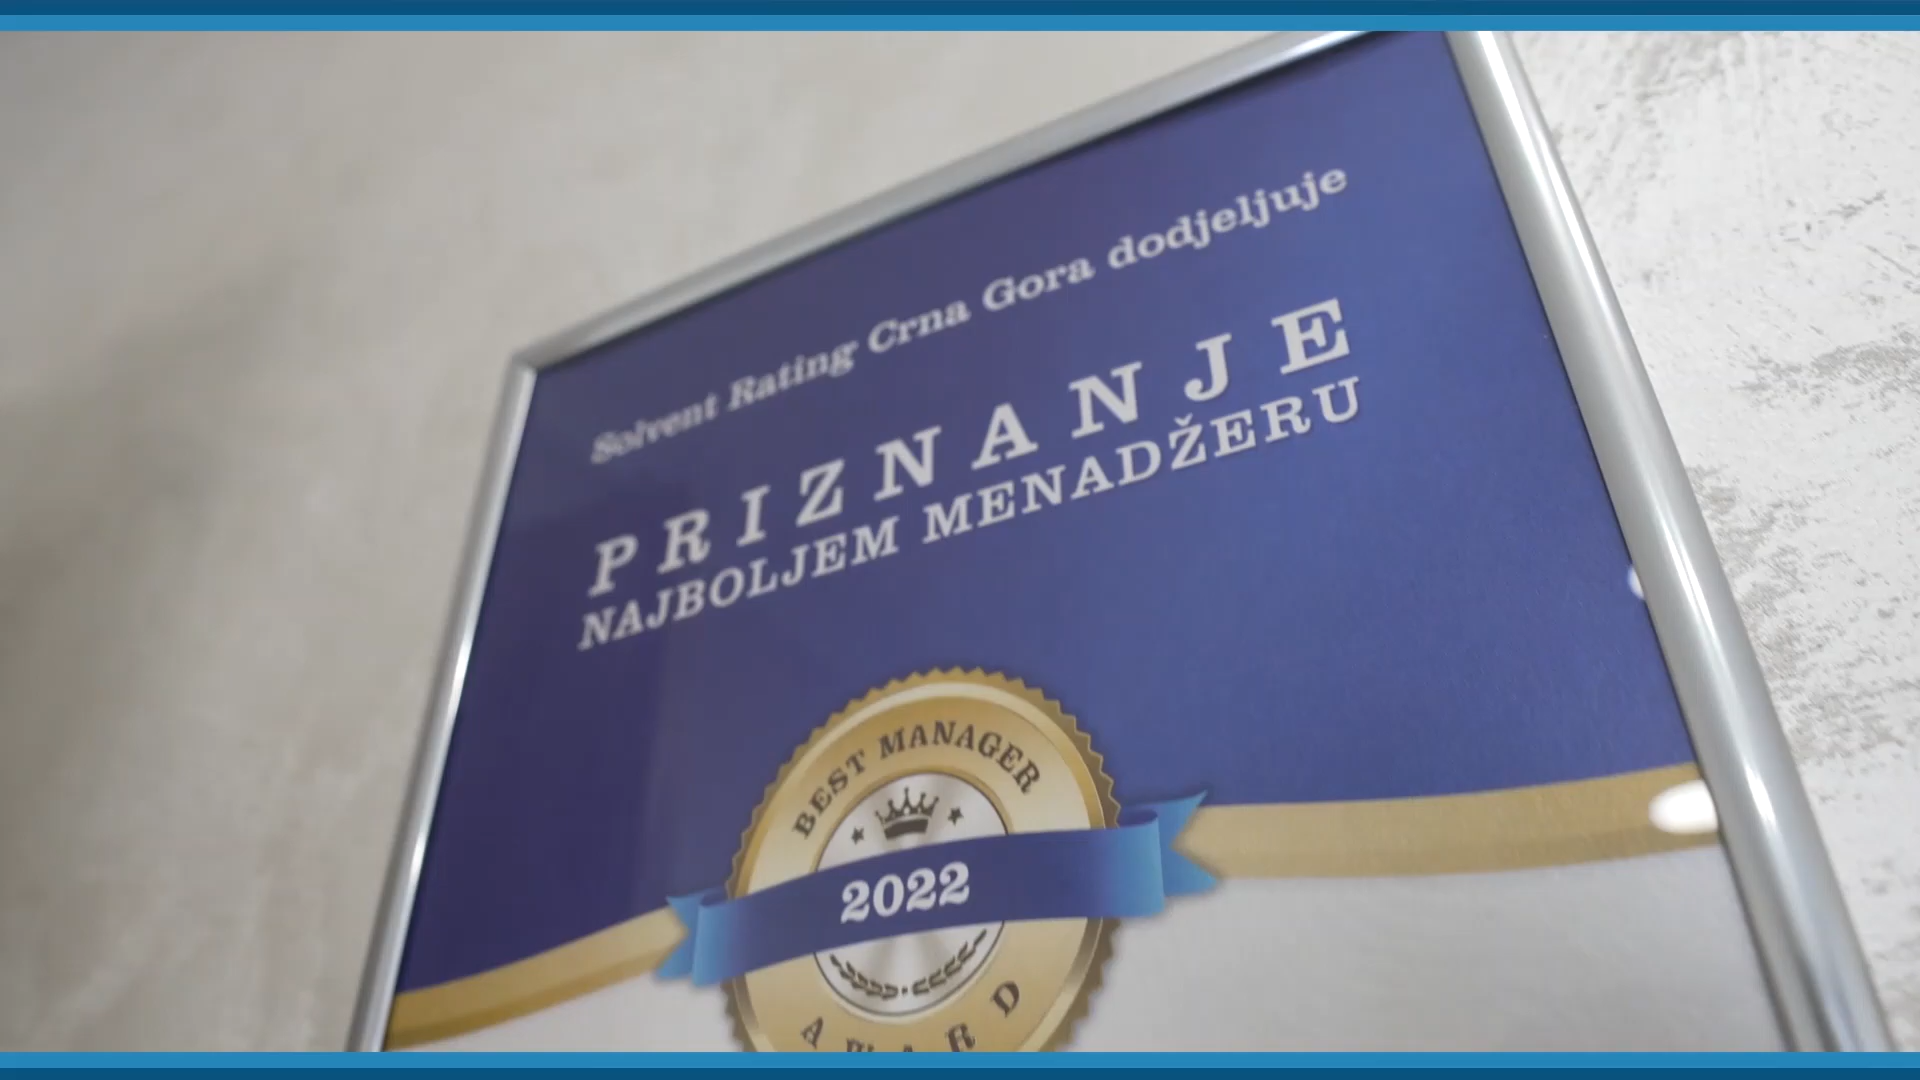 Solvent Rating Crna Gora dodjeljuje
PRIZNANJE
NAJBOLJEM MENADŽERU
BEST MANAGER
2022
AWARD